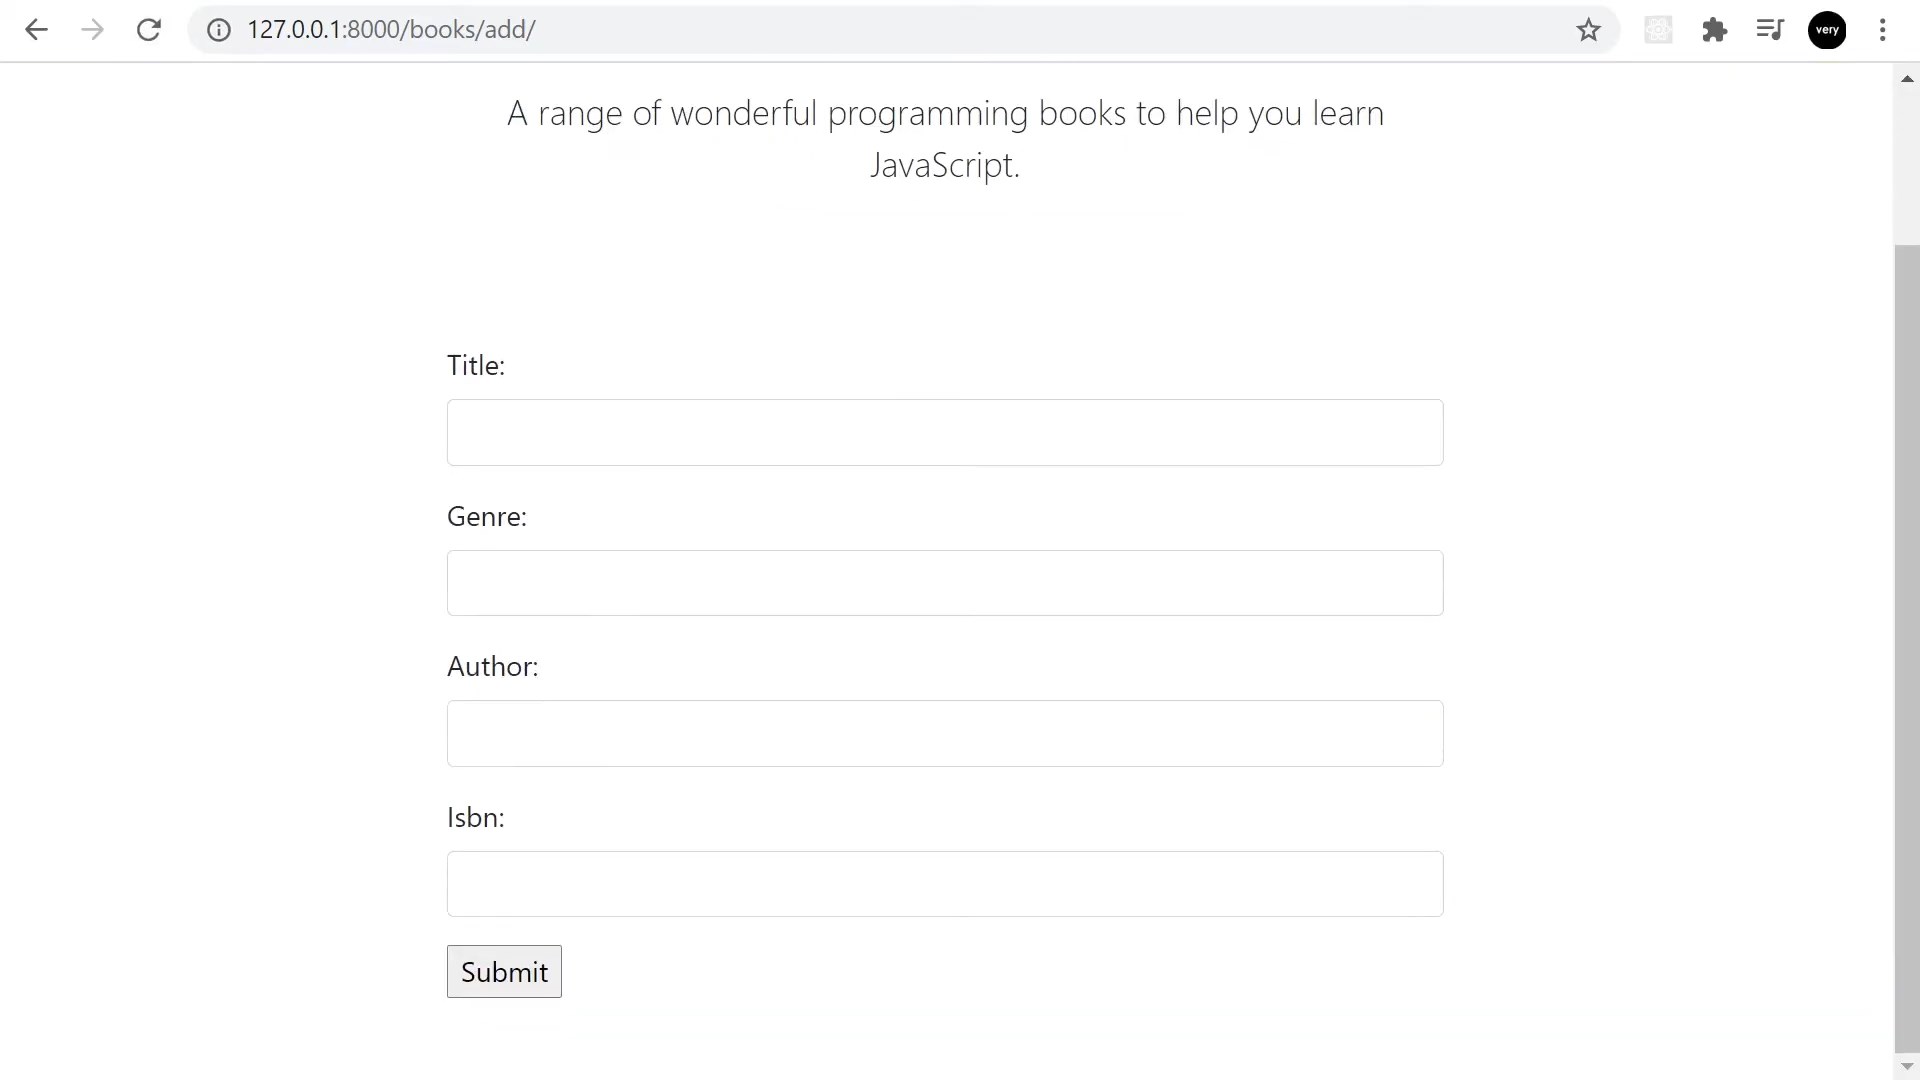 127.0.0.1:8000/books/add/
very
A range of wonderful programming books to help you learn
JavaScript.
Title:
Genre:
Author:
Isbn:
Submit